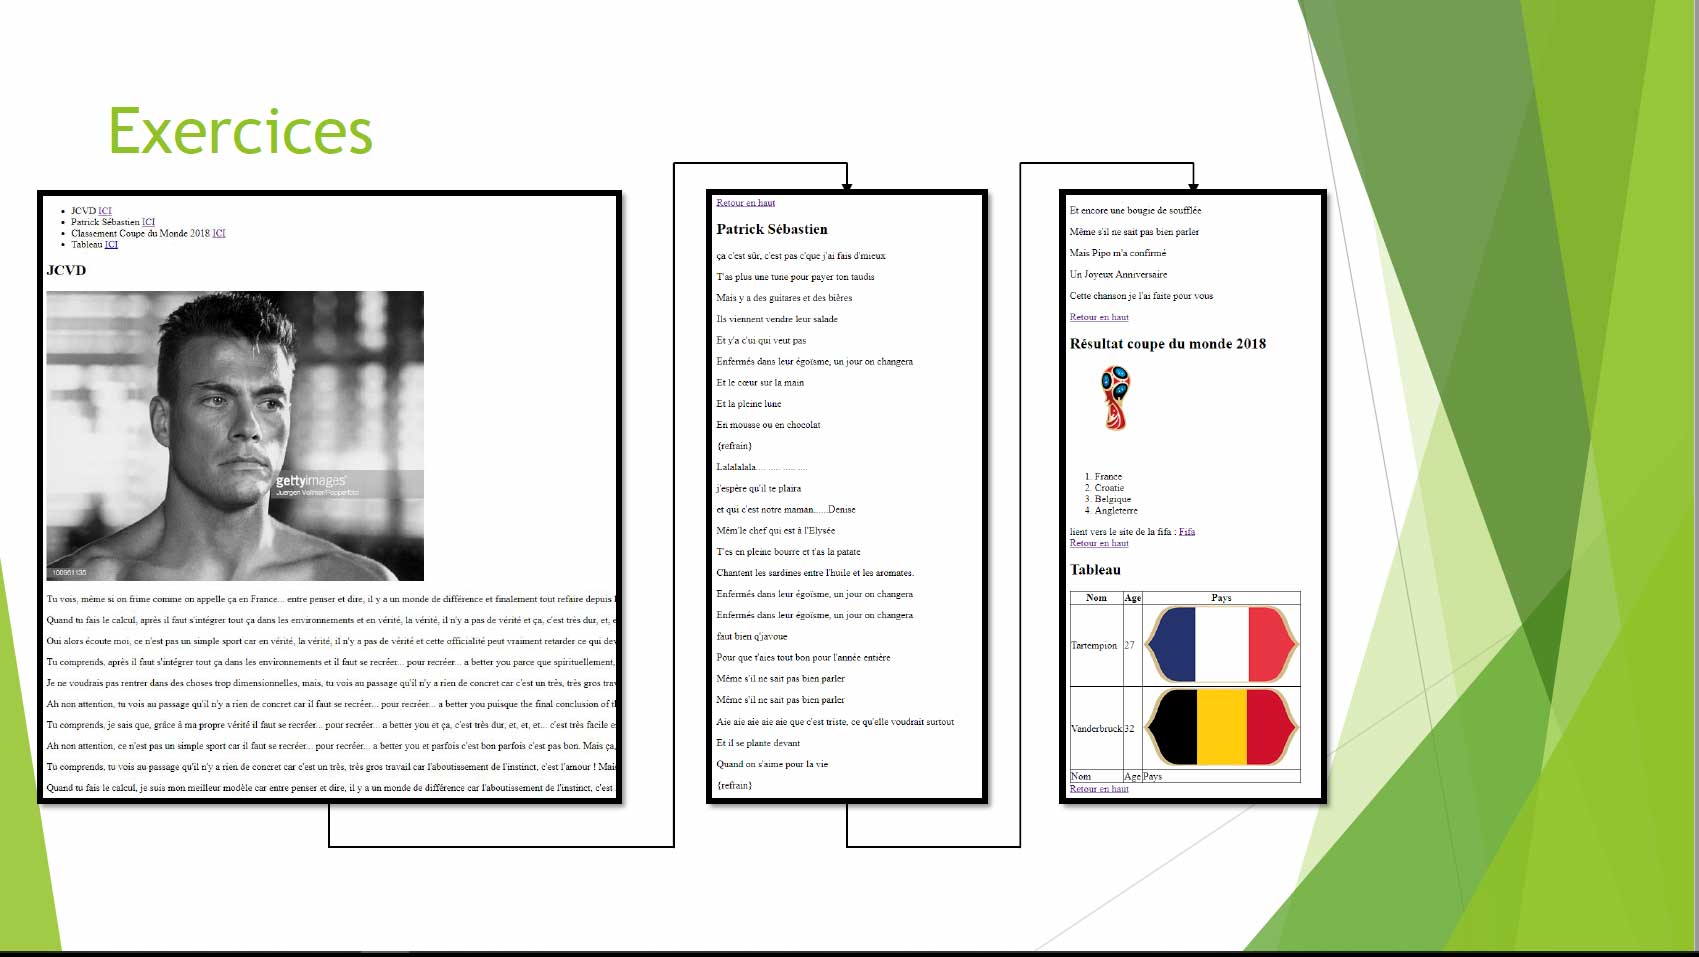 Exercices
JCVD ICI
Patrick Sébastien ICI
Classement Coupe du Monde 2018 ICI
Tableau ICI
JCVD
gettyimages
Juergen Vollmer/Popperfoto
100961135
Tu vois, même si on frime comme on appelle ça en France... entre penser et dire, il y a un monde de différence et finalement tout refaire depuis
Quand tu fais le calcul, après il faut s'intégrer tout ça dans les environnements et en vérité, la vérité, il n'y a pas de vérité et ça, c'est très dur, et, e
Oui alors écoute moi, ce n'est pas un simple sport car en vérité, la vérité, il n'y a pas de vérité et cette officialité peut vraiment retarder ce qui dev
Tu comprends, après il faut s'intégrer tout ça dans les environnements et il faut se recréer... pour recréer... a better you parce que spirituellement,
Je ne voudrais pas rentrer dans des choses trop dimensionnelles, mais, tu vois au passage qu'il n'y a rien de concret car c'est un très, très gros trav
Ah non attention, tu vois au passage qu'il n'y a rien de concret car il faut se recréer... pour recréer... a better you puisque the final conclusion of t
Tu comprends, je sais que, grâce à ma propre vérité il faut se recréer... pour recréer... a better you et ça, c'est très dur, et, et, et... c'est très facile e
Ah non attention, ce n'est pas un simple sport car il faut se recréer... pour recréer... a better you et parfois c'est bon parfois c'est pas bon. Mais ça,
Tu comprends, tu vois au passage qu'il n'y a rien de concret car c'est un très, très gros travail car l'aboutissement de l'instinct, c'est l'amour ! Mais
Quand tu fais le calcul, je suis mon meilleur modèle car entre penser et dire, il y a un monde de différence car l'aboutissement de l'instinct, c'est
Retour en haut
Patrick Sébastien
ça c'est sûr, c'est pas c'que j'ai fais d'mieux
T'as plus une tune pour payer ton taudis
Mais y a des guitares et des bières
Ils viennent vendre leur salade
Et y'a c'ui qui veut pas
Enfermés dans leur égoïsme, un jour on changera
Et le cœur sur la main
Et la pleine lune
En mousse ou en chocolat
{refrain}
Lalalalala.... ..... ..... ....
j'espère qu'il te plaira
et qui c'est notre maman......Denise
Mêm'le chef qui est à l'Elysée
T'es en pleine bourre et t'as la patate
Chantent les sardines entre l'huile et les aromates.
Enfermés dans leur égoïsme, un jour on changera
Enfermés dans leur égoïsme, un jour on changera
faut bien q'javoue
Pour que t'aies tout bon pour l'année entière
Même s'il ne sait pas bien parler
Même s'il ne sait pas bien parler
Aie aie aie aie aie que c'est triste, ce qu'elle voudrait surtout
Et il se plante devant
Quand on s'aime pour la vie
{refrain}
Et encore une bougie de soufflée
Même s'il ne sait pas bien parler
Mais Pipo m'a confirmé
Un Joyeux Anniversaire
Cette chanson je l'ai faite pour vous
Retour en haut
Résultat coupe du monde 2018
1. France
2. Croatie
3. Belgique
4. Angleterre
lient vers le site de la fifa : Fifa
Retour en haut
Tableau
Nom Age Pays
Tartempion 27
Vanderbruck 32
Nom Age Pays
Retour en haut